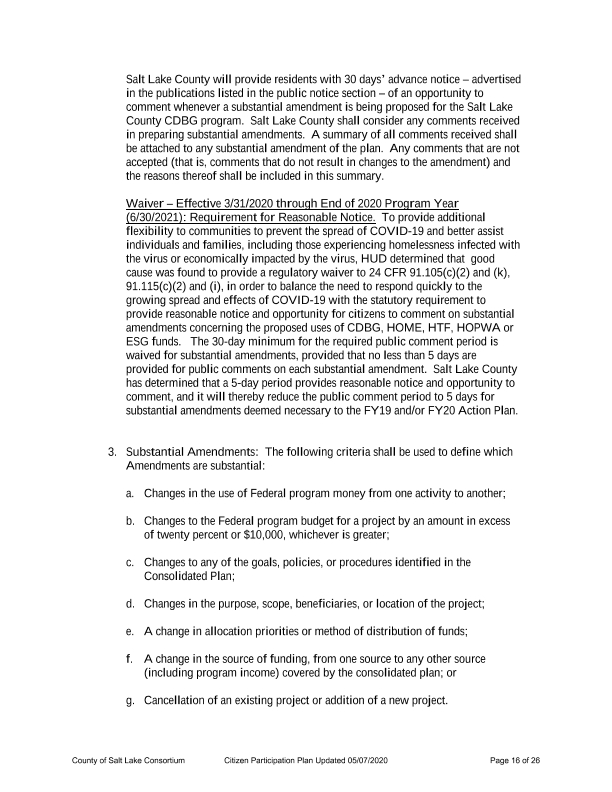 Salt Lake County will provide residents with 30 days’ advance notice – advertised
in the publications listed in the public notice section – of an opportunity to
comment whenever a substantial amendment is being proposed for the Salt Lake
County CDBG program.  Salt Lake County shall consider any comments received
in preparing substantial amendments.  A summary of all comments received shall
be attached to any substantial amendment of the plan.  Any comments that are not
accepted (that is, comments that do not result in changes to the amendment) and
the reasons thereof shall be included in this summary.
Waiver – Effective 3/31/2020 through End of 2020 Program Year
(6/30/2021): Requirement for Reasonable Notice.  To provide additional
flexibility to communities to prevent the spread of COVID-19 and better assist
individuals and families, including those experiencing homelessness infected with
the virus or economically impacted by the virus, HUD determined that  good
cause was found to provide a regulatory waiver to 24 CFR 91.105(c)(2) and (k),
91.115(c)(2) and (i), in order to balance the need to respond quickly to the
growing spread and effects of COVID-19 with the statutory requirement to
provide reasonable notice and opportunity for citizens to comment on substantial
amendments concerning the proposed uses of CDBG, HOME, HTF, HOPWA or
ESG funds.   The 30-day minimum for the required public comment period is
waived for substantial amendments, provided that no less than 5 days are
provided for public comments on each substantial amendment.  Salt Lake County
has determined that a 5-day period provides reasonable notice and opportunity to
comment, and it will thereby reduce the public comment period to 5 days for
substantial amendments deemed necessary to the FY19 and/or FY20 Action Plan.
3.  Substantial Amendments:  The following criteria shall be used to define which
Amendments are substantial:
a.  Changes in the use of Federal program money from one activity to another;
b.  Changes to the Federal program budget for a project by an amount in excess
of twenty percent or $10,000, whichever is greater;
c.  Changes to any of the goals, policies, or procedures identified in the
Consolidated Plan;
d.  Changes in the purpose, scope, beneficiaries, or location of the project;
e.  A change in allocation priorities or method of distribution of funds;
f.  A change in the source of funding, from one source to any other source
(including program income) covered by the consolidated plan; or
g.  Cancellation of an existing project or addition of a new project.
County of Salt Lake Consortium Citizen Participation Plan Updated 05/07/2020 Page 16 of 26